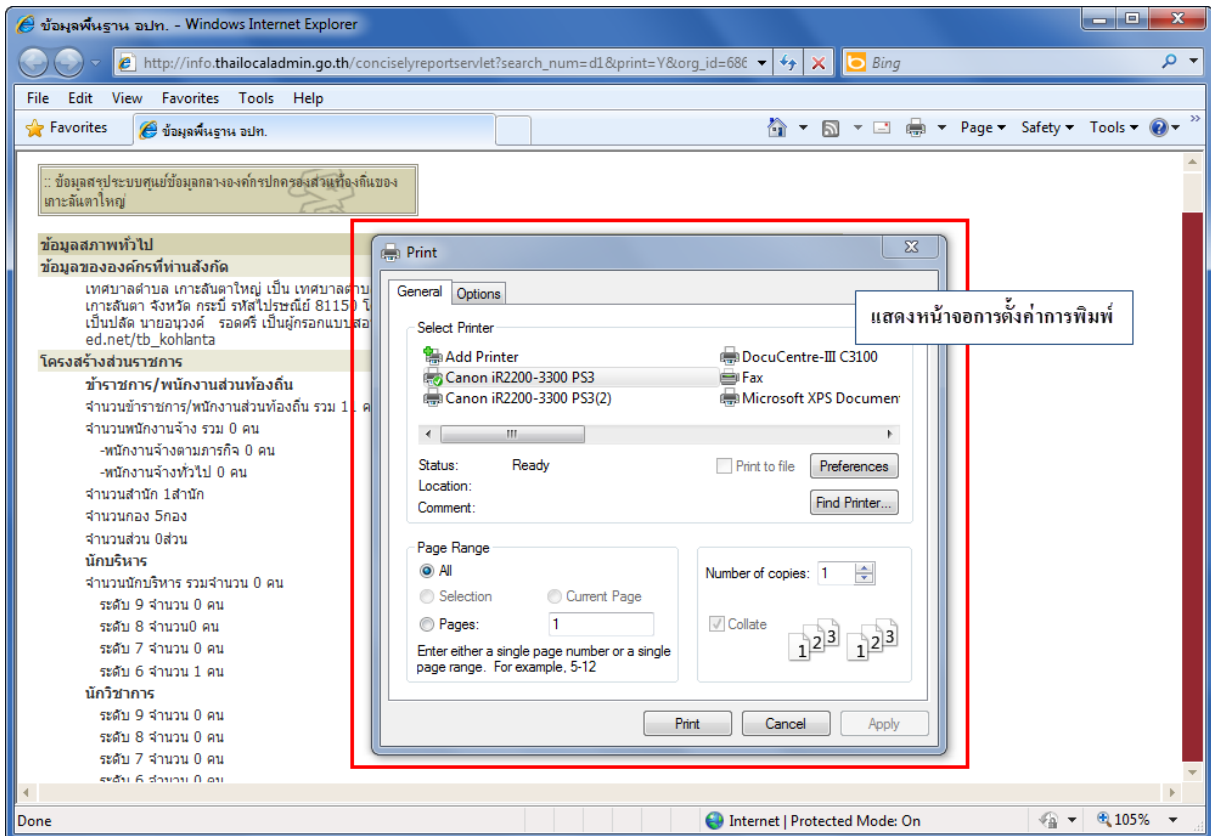 ข้อมูลพื้นฐาน อปท. - Windows Internet Explorer
http://info.thailocaladmin.go.th/conciselyreportservlet?search_num=d1&print=Y&org_id=686
Bing
File Edit View Favorites Tools Help
Favorites
ข้อมูลพื้นฐาน อปท.
Page Safety Tools
:: ข้อมูลสรุประบบศูนย์ข้อมูลกลางองค์กรปกครองส่วนท้องถิ่นของ
เกาะลันตาใหญ่
ข้อมูลสภาพทั่วไป
ข้อมูลขององค์กรที่ท่านสังกัด
เทศบาลตำบล เกาะลันตาใหญ่ เป็น เทศบาลตำบ
เกาะลันตา จังหวัด กระบี่ รหัสไปรษณีย์ 81150 โ
เป็นปลัด นายอนุวงค์ รอดศรี เป็นผู้กรอกแบบสอ
ed.net/tb_kohlanta
โครงสร้างส่วนราชการ
ข้าราชการ/พนักงานส่วนท้องถิ่น
จำนวนข้าราชการ/พนักงานส่วนท้องถิ่น รวม 11 ค
จำนวนพนักงานจ้าง รวม 0 คน
-พนักงานจ้างตามภารกิจ 0 คน
-พนักงานจ้างทั่วไป 0 คน
จำนวนสำนัก 1สำนัก
จำนวนกอง 5กอง
จำนวนส่วน 0ส่วน
นักบริหาร
จำนวนนักบริหาร รวมจำนวน 0 คน
ระดับ 9 จำนวน 0 คน
ระดับ 8 จำนวน0 คน
ระดับ 7 จำนวน 0 คน
ระดับ 6 จำนวน 1 คน
นักวิชาการ
ระดับ 9 จำนวน 0 คน
ระดับ 8 จำนวน 0 คน
ระดับ 7 จำนวน 0 คน
ระดับ 6 จำนวน 0 คน
Print
General Options
แสดงหน้าจอการตั้งค่าการพิมพ์
Select Printer
Add Printer DocuCentre-III C3100
Canon iR2200-3300 PS3 Fax
Canon iR2200-3300 PS3(2) Microsoft XPS Documen
Status: Ready Print to file Preferences
Location:
Comment: Find Printer...
Page Range
All
Selection Current Page
Pages: 1
Enter either a single page number or a single
page range. For example, 5-12
Number of copies: 1
Collate
1 2 3 1 2 3
Print Cancel Apply
Done Internet | Protected Mode: On 105%